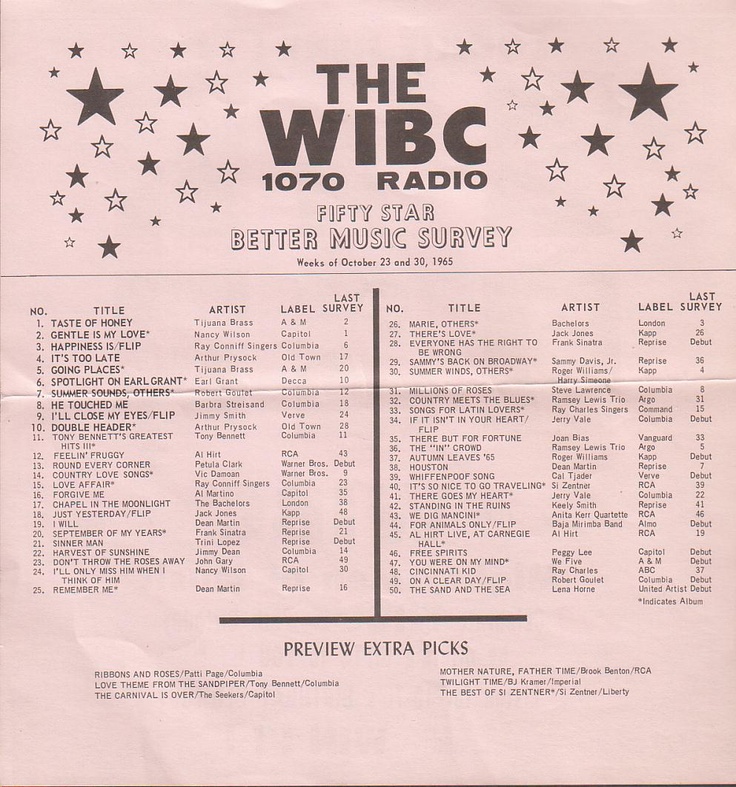 THE
WIBC
1070 RADIO
FIFTY STAR
BETTER MUSIC SURVEY
Weeks of October 23 and 30, 1965
NO. TITLE ARTIST LABEL LAST SURVEY
1. TASTE OF HONEY Tijuana Brass A & M 2
2. GENTLE IS MY LOVE* Nancy Wilson Capitol 1
3. HAPPINESS IS/FLIP Ray Conniff Singers Columbia 6
4. IT'S TOO LATE Arthur Prysock Old Town 17
5. GOING PLACES* Tijuana Brass A & M 20
6. SPOTLIGHT ON EARL GRANT* Earl Grant Decca 10
7. SUMMER SOUNDS, OTHERS* Robert Goulet Columbia 12
8. HE TOUCHED ME Barbra Streisand Columbia 18
9. I'LL CLOSE MY EYES/FLIP Jimmy Smith Verve 24
10. DOUBLE HEADER* Arthur Prysock Old Town 28
11. TONY BENNETT'S GREATEST Tony Bennett Columbia 11
HITS III*
12. FEELIN' FRUGGY Al Hirt RCA 43
13. ROUND EVERY CORNER Petula Clark Warner Bros. Debut
14. COUNTRY LOVE SONGS* Vic Damoan Warner Bros. 9
15. LOVE AFFAIR* Ray Conniff Singers Columbia 23
16. FORGIVE ME Al Martino Capitol 35
17. CHAPEL IN THE MOONLIGHT The Bachelors London 38
18. JUST YESTERDAY/FLIP Jack Jones Kapp 48
19. I WILL Dean Martin Reprise Debut
20. SEPTEMBER OF MY YEARS* Frank Sinatra Reprise 21
21. SINNER MAN Trini Lopez Reprise Debut
22. HARVEST OF SUNSHINE Jimmy Dean Columbia 14
23. DON'T THROW THE ROSES AWAY John Gary RCA 49
24. I'LL ONLY MISS HIM WHEN I Nancy Wilson Capitol 30
THINK OF HIM
25. REMEMBER ME* Dean Martin Reprise 16
NO. TITLE ARTIST LABEL LAST SURVEY
26. MARIE, OTHERS* Bachelors London 3
27. THERE'S LOVE* Jack Jones Kapp 26
28. EVERYONE HAS THE RIGHT TO Frank Sinatra Reprise Debut
BE WRONG
29. SAMMY'S BACK ON BROADWAY* Sammy Davis, Jr. Reprise 36
30. SUMMER WINDS, OTHERS* Roger Williams/ Kapp 4
Harry Simeone
31. MILLIONS OF ROSES Steve Lawrence Columbia 8
32. COUNTRY MEETS THE BLUES* Ramsey Lewis Trio Argo 31
33. SONGS FOR LATIN LOVERS* Ray Charles Singers Command 15
34. IF IT ISN'T IN YOUR HEART/ Jerry Vale Columbia Debut
FLIP
35. THERE BUT FOR FORTUNE Joan Bias Vanguard 33
36. THE "IN" CROWD Ramsey Lewis Trio Argo 5
37. AUTUMN LEAVES '65 Roger Williams Kapp Debut
38. HOUSTON Dean Martin Reprise 7
39. WHIFFENPOOF SONG Cal Tjader Verve Debut
40. IT'S SO NICE TO GO TRAVELING* Si Zentner RCA 39
41. THERE GOES MY HEART* Jerry Vale Columbia 22
42. STANDING IN THE RUINS Keely Smith Reprise 41
43. WE DIG MANCINI* Anita Kerr Quartette RCA 46
44. FOR ANIMALS ONLY/FLIP Baja Mirimba Band Almo Debut
45. AL HIRT LIVE, AT CARNEGIE Al Hirt RCA 19
HALL*
46. FREE SPIRITS Peggy Lee Capitol Debut
47. YOU WERE ON MY MIND* We Five A & M Debut
48. CINCINNATI KID Ray Charles ABC 37
49. ON A CLEAR DAY/FLIP Robert Goulet Columbia Debut
50. THE SAND AND THE SEA Lena Horne United Artist Debut
*Indicates Album
PREVIEW EXTRA PICKS
RIBBONS AND ROSES/Patti Page/Columbia
LOVE THEME FROM THE SANDPIPER/Tony Bennett/Columbia
THE CARNIVAL IS OVER/The Seekers/Capitol
MOTHER NATURE, FATHER TIME/Brook Benton/RCA
TWILIGHT TIME/BJ Kramer/Imperial
THE BEST OF SI ZENTNER*/Si Zentner/Liberty